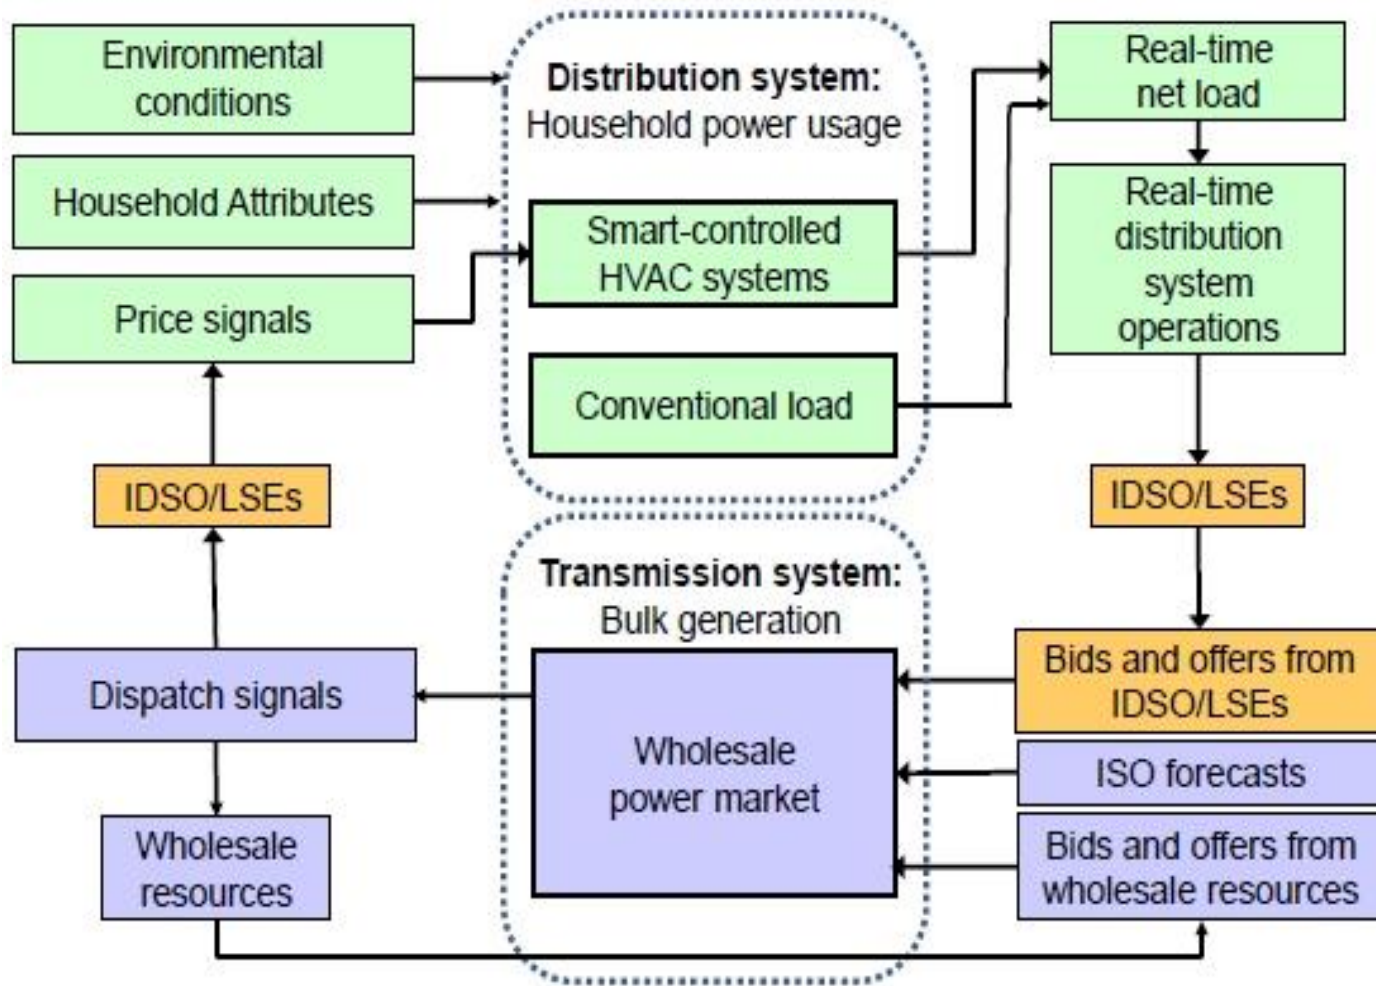 Environmental
conditions
Household Attributes
Price signals
IDSO/LSEs
Dispatch signals
Wholesale
resources
Distribution system:
Household power usage
Smart-controlled
HVAC systems
Conventional load
Transmission system:
Bulk generation
Wholesale
power market
Real-time
net load
Real-time
distribution
system
operations
IDSO/LSEs
Bids and offers from
IDSO/LSEs
ISO forecasts
Bids and offers from
wholesale resources